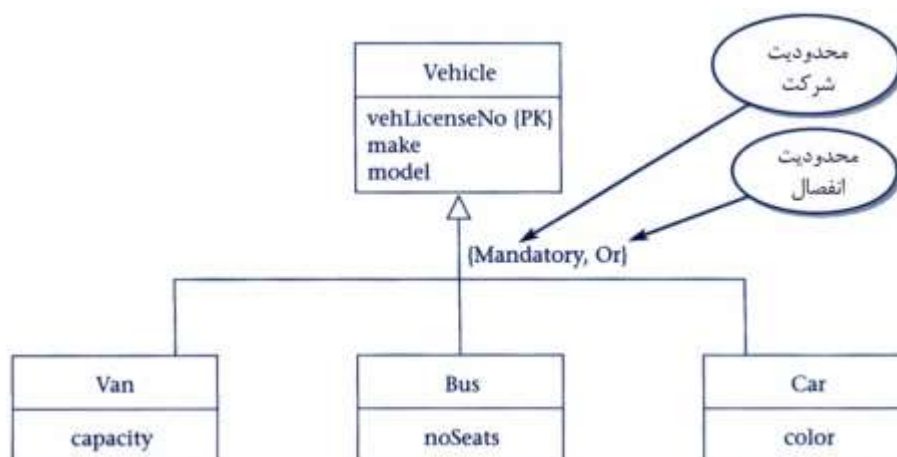 محدودیت
شرکت
Vehicle
vehLicenseNo {PK}
make
model
محدودیت
انفصال
{Mandatory, Or}
Van
Bus
Car
capacity
noSeats
color